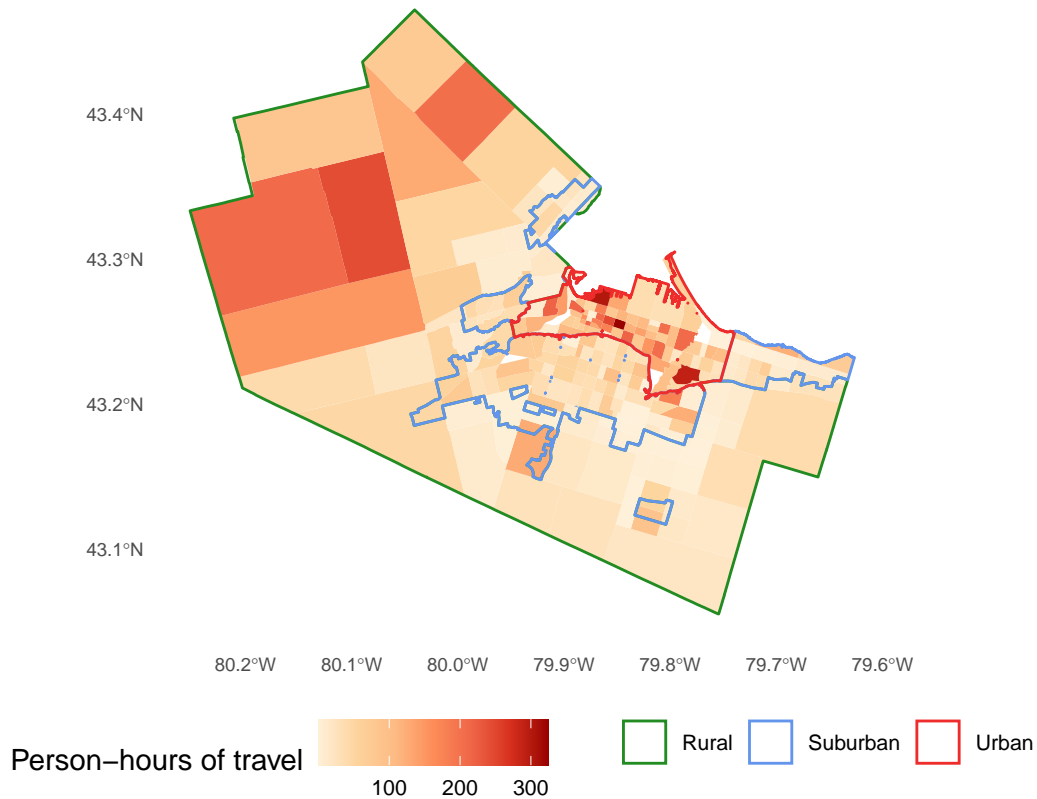 43.4°N
43.3°N
43.2°N
43.1°N
80.2°W 80.1°W 80.0°W 79.9°W 79.8°W 79.7°W 79.6°W
Person−hours of travel
100 200 300
Rural Suburban Urban